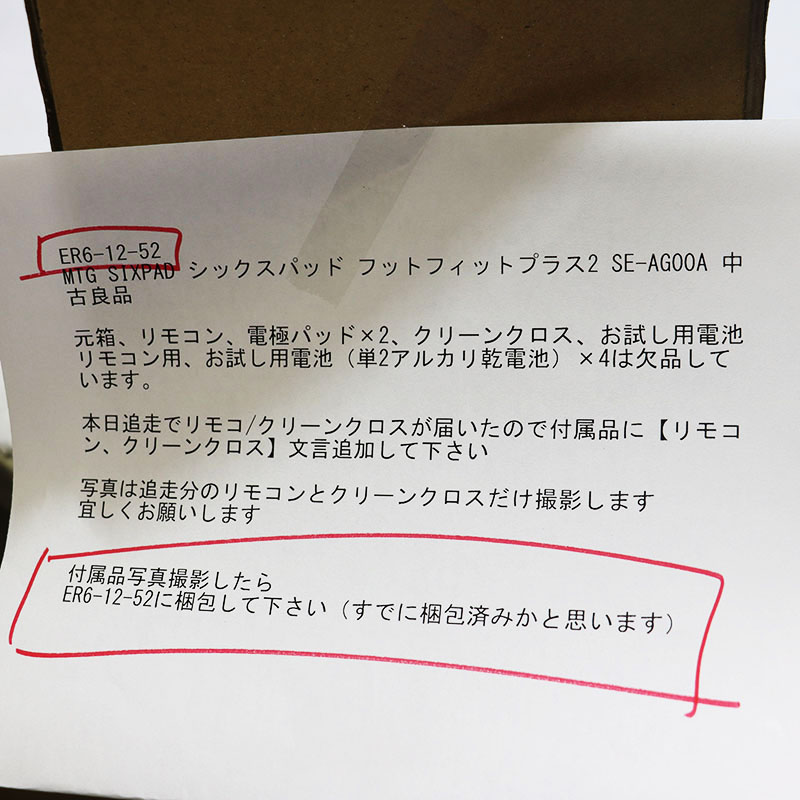 ER6-12-52
MTG SIXPAD シックスパッド フットフィットプラス2 SE-AG00A 中
古良品
元箱、リモコン、電極パッド×2、クリーンクロス、お試し用電池
リモコン用、お試し用電池（単2アルカリ乾電池）×4は欠品して
います。
本日追走でリモコ/クリーンクロスが届いたので付属品に【リモコ
ン、クリーンクロス】文言追加して下さい
写真は追走分のリモコンとクリーンクロスだけ撮影します
宜しくお願いします
付属品写真撮影したら
ER6-12-52に梱包して下さい（すでに梱包済みかと思います）